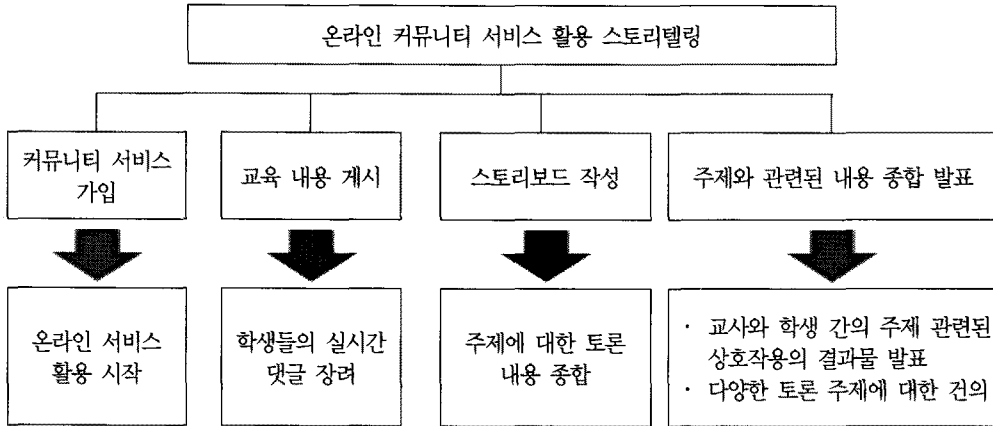 온라인 커뮤니티 서비스 활용 스토리텔링
커뮤니티 서비스
가입
교육 내용 게시
스토리보드 작성
주제와 관련된 내용 종합 발표
온라인 서비스
활용 시작
학생들의 실시간
댓글 장려
주제에 대한 토론
내용 종합
· 교사와 학생 간의 주제 관련된
상호작용의 결과물 발표
· 다양한 토론 주제에 대한 건의